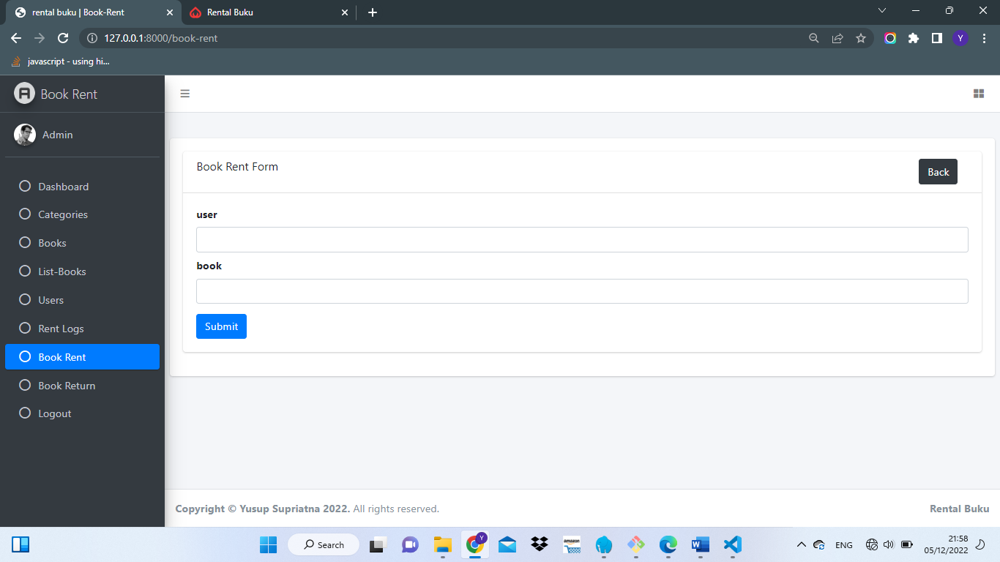 rental buku | Book-Rent
Rental Buku
127.0.0.1:8000/book-rent
Y
javascript - using hi...
Book Rent
Admin
Dashboard
Categories
Books
List-Books
Users
Rent Logs
Book Rent
Book Return
Logout
Book Rent Form
Back
user
book
Submit
Copyright © Yusup Supriatna 2022. All rights reserved.
Rental Buku
Search
Y
amazon
W
ENG
21:58
05/12/2022